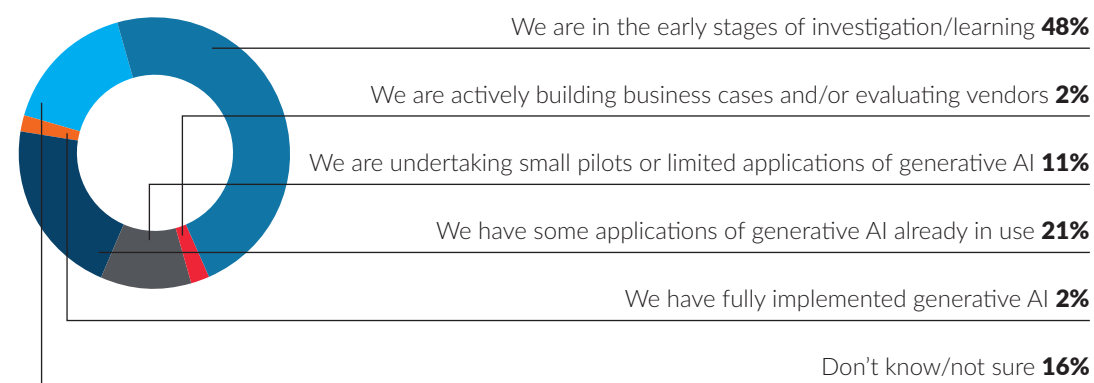 We are in the early stages of investigation/learning 48%
We are actively building business cases and/or evaluating vendors 2%
We are undertaking small pilots or limited applications of generative AI 11%
We have some applications of generative AI already in use 21%
We have fully implemented generative AI 2%
Don’t know/not sure 16%